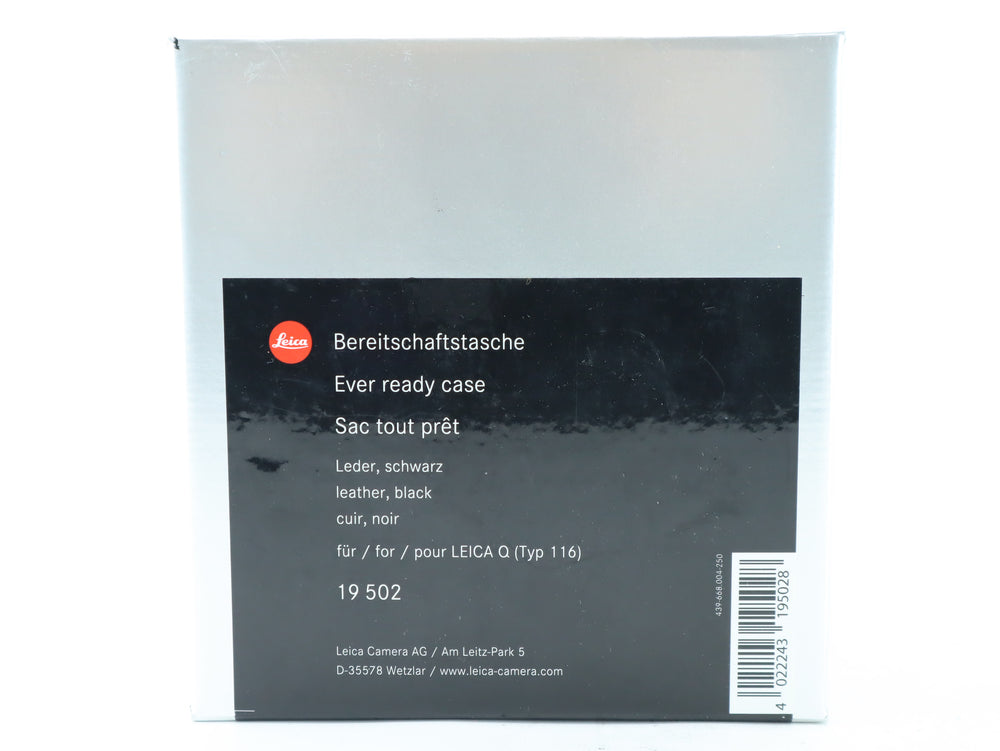 Leica
Bereitschaftstasche
Ever ready case
Sac tout prêt
Leder, schwarz
leather, black
cuir, noir
für / for / pour LEICA Q (Typ 116)
19 502
Leica Camera AG / Am Leitz-Park 5
D-35578 Wetzlar / www.leica-camera.com
439-668.004-250
4 022243 195028